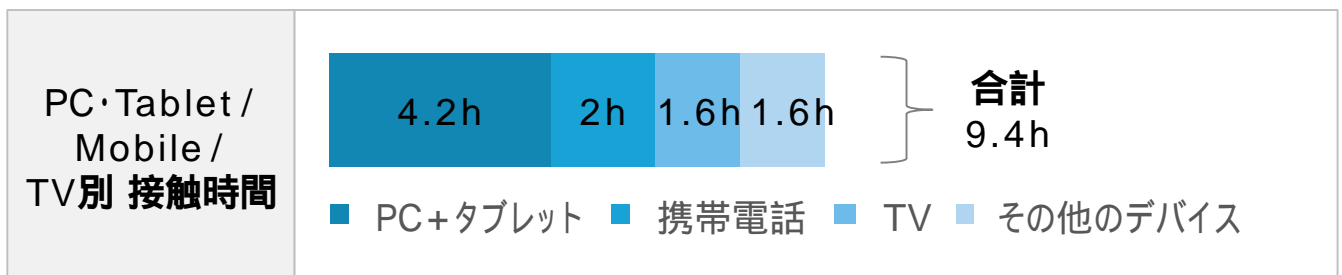 PC・Tablet /
Mobile /
TV別 接触時間
4.2h 2h 1.6h 1.6h
合計
9.4h
PC+タブレット 携帯電話 TV その他のデバイス